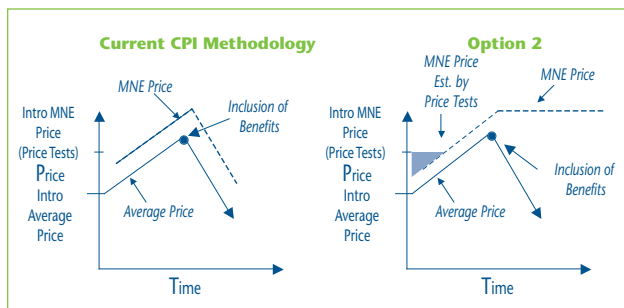 Current CPI Methodology
MNE Price
Inclusion of
Benefits
Intro MNE
Price
(Price Tests)
Price
Intro
Average
Price
Average Price
Time
Option 2
MNE Price
Est. by
Price Tests
MNE Price
Intro MNE
Price
(Price Tests)
Price
Intro
Average
Price
Inclusion of
Benefits
Average Price
Time